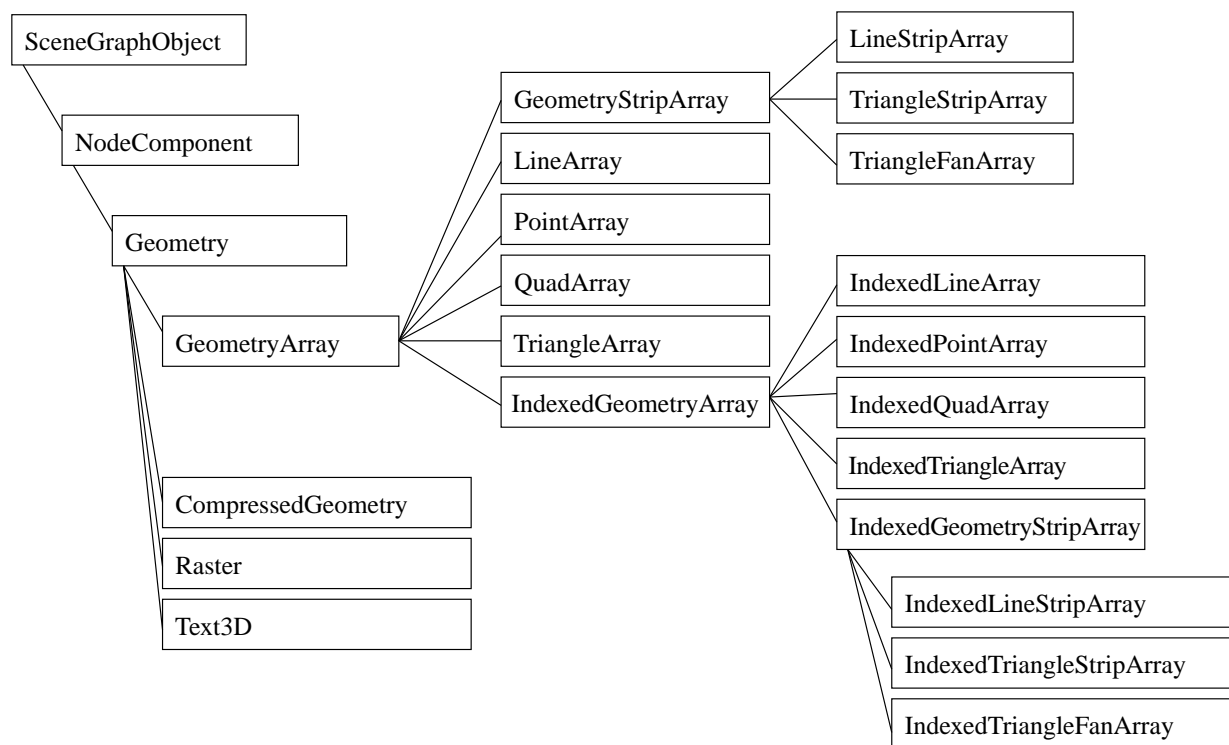 SceneGraphObject
NodeComponent
Geometry
GeometryArray
CompressedGeometry
Raster
Text3D
GeometryStripArray
LineArray
PointArray
QuadArray
TriangleArray
IndexedGeometryArray
LineStripArray
TriangleStripArray
TriangleFanArray
IndexedLineArray
IndexedPointArray
IndexedQuadArray
IndexedTriangleArray
IndexedGeometryStripArray
IndexedLineStripArray
IndexedTriangleStripArray
IndexedTriangleFanArray